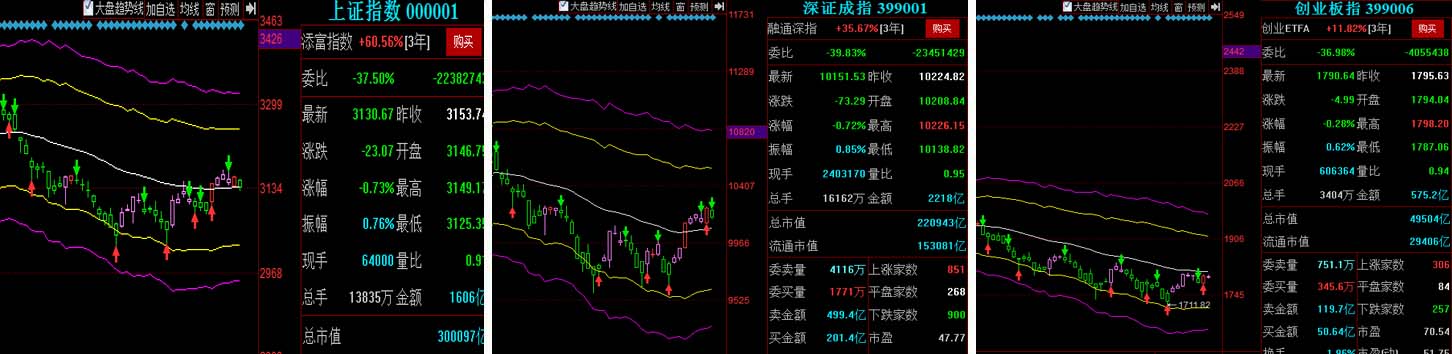 大盘趋势线 加自选 均线 窗 预测
3463
3426
3299
3134
2968
上证指数 000001
添富指数 +60.56%[3年] 购买
委比 -37.50% -2238274
最新 3130.67 昨收 3153.74
涨跌 -23.07 开盘 3146.79
涨幅 -0.73% 最高 3149.17
振幅 0.76% 最低 3125.35
现手 64000 量比 0.91
总手 13835万 金额 1606亿
总市值 300097亿
大盘趋势线 加自选 均线 窗 预测
11731
11289
10820
10407
9966
9525
深证成指 399001
融通深指 +35.67%[3年] 购买
委比 -39.83% -23451429
最新 10151.53 昨收 10224.82
涨跌 -73.29 开盘 10208.84
涨幅 -0.72% 最高 10226.15
振幅 0.85% 最低 10138.82
现手 2403170 量比 0.95
总手 16162万 金额 2218亿
总市值 220943亿
流通市值 153081亿
委卖量 4116万 上涨家数 851
委买量 1771万 平盘家数 268
卖金额 499.4亿 下跌家数 900
买金额 201.4亿 市盈 47.77
大盘趋势线 加自选 均线 窗 预测
2549
2442
2388
2227
2066
1906
1745
1711.82
创业板指 399006
创业ETFA +11.82%[3年] 购买
委比 -36.98% -4055438
最新 1790.64 昨收 1795.63
涨跌 -4.99 开盘 1794.04
涨幅 -0.28% 最高 1798.20
振幅 0.62% 最低 1787.06
现手 606364 量比 0.94
总手 3404万 金额 575.2亿
总市值 49504亿
流通市值 29406亿
委卖量 751.1万 上涨家数 306
委买量 345.6万 平盘家数 84
卖金额 119.7亿 下跌家数 257
买金额 50.64亿 市盈 70.54